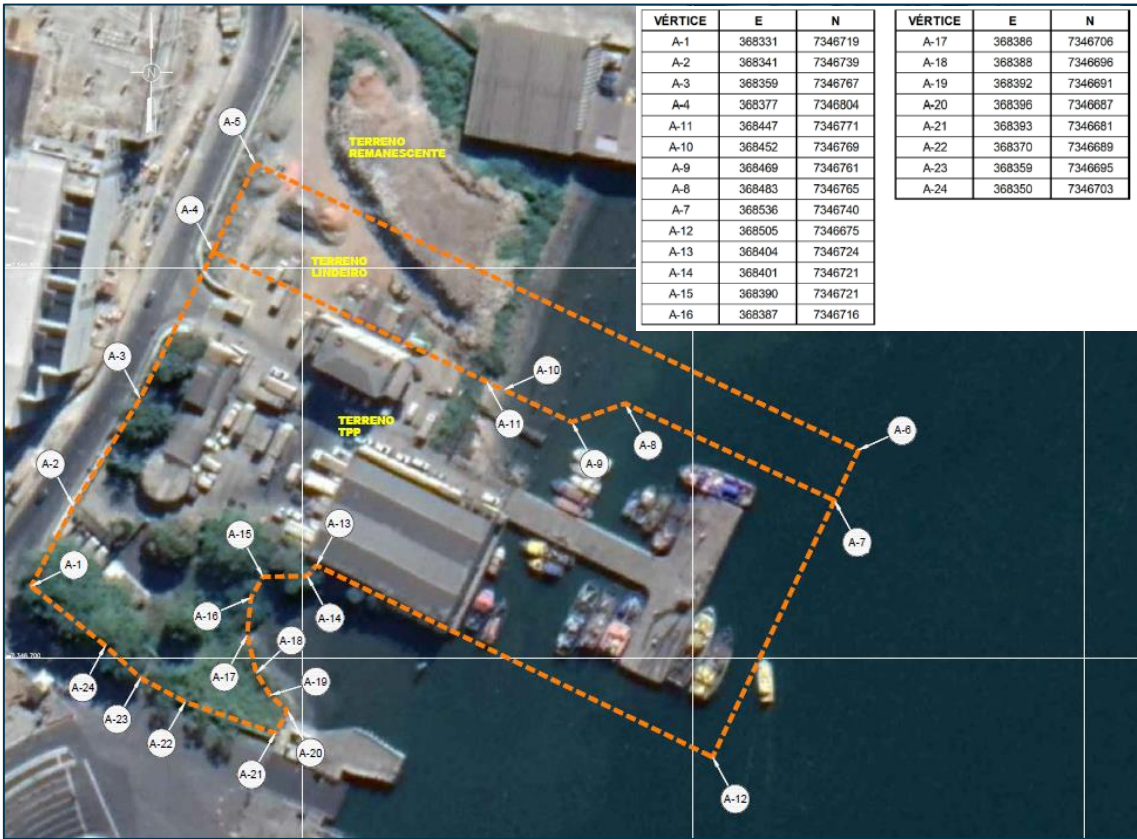 VÉRTICE E N
A-1 368331 7346719
A-2 368341 7346739
A-3 368359 7346767
A-4 368377 7346804
A-11 368447 7346771
A-10 368452 7346769
A-9 368469 7346761
A-8 368483 7346765
A-7 368536 7346740
A-12 368505 7346675
A-13 368404 7346724
A-14 368401 7346721
A-15 368390 7346721
A-16 368387 7346716
VÉRTICE E N
A-17 368386 7346706
A-18 368388 7346696
A-19 368392 7346691
A-20 368396 7346687
A-21 368393 7346681
A-22 368370 7346689
A-23 368359 7346695
A-24 368350 7346703
N
A-5
TERRENO
REMANESCENTE
A-4
TERRENO
LINDEIRO
A-3
A-10
A-11
TERRENO
TPP
A-8
A-6
A-9
A-2
A-7
A-13
A-15
A-1
A-14
A-16
A-18
A-17
A-19
A-24
A-23
A-22
A-20
A-21
A-12